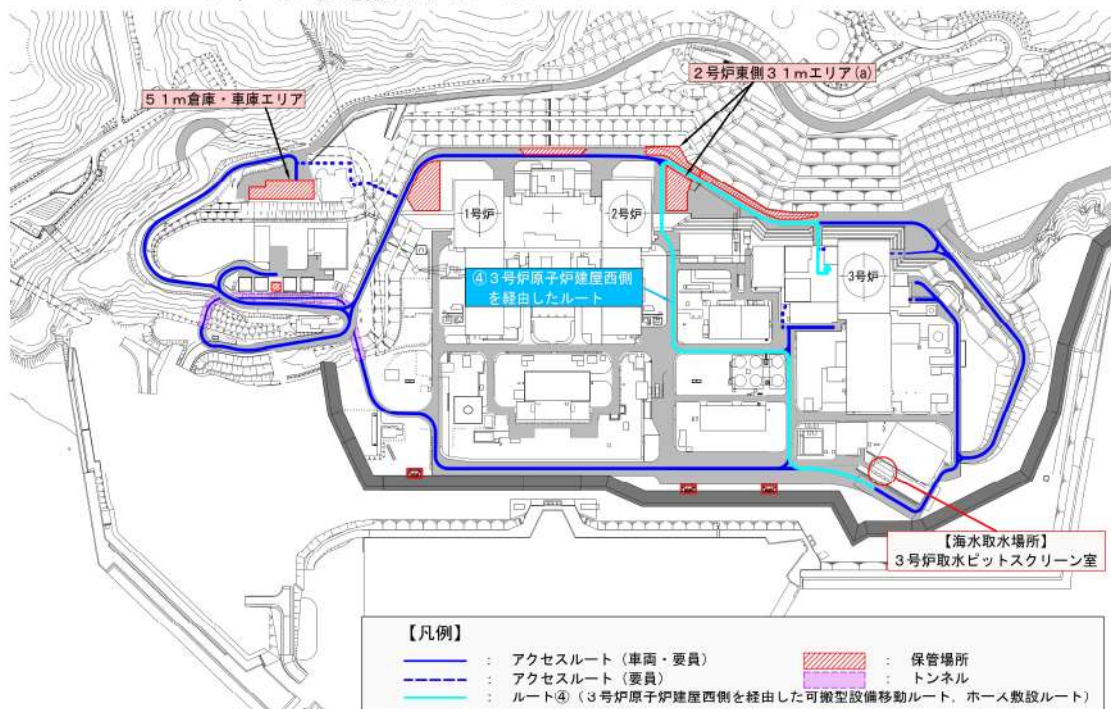 ２号炉東側３１ｍエリア(a)
５１ｍ倉庫・車庫エリア
1号炉
2号炉
3号炉
④３号炉原子炉建屋西側
を経由したルート
【海水取水場所】
３号炉取水ピットスクリーン室
【凡例】
： アクセスルート（車両・要員）
： 保管場所
： アクセスルート（要員）
： トンネル
： ルート④（３号炉原子炉建屋西側を経由した可搬型設備移動ルート，ホース敷設ルート）